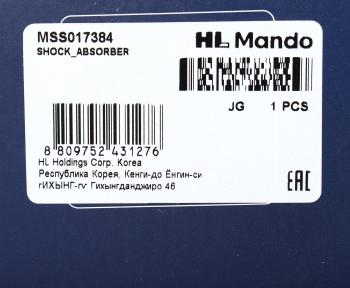 MSS017384
SHOCK_ABSORBER
HL Mando
JG 1 PCS
8 809752 431276
HL Holdings Corp. Korea
Республика Корея, Кенги-до Ёнгин-си
гИХЫНГ-гу Гихынгданджиро 46
EAC